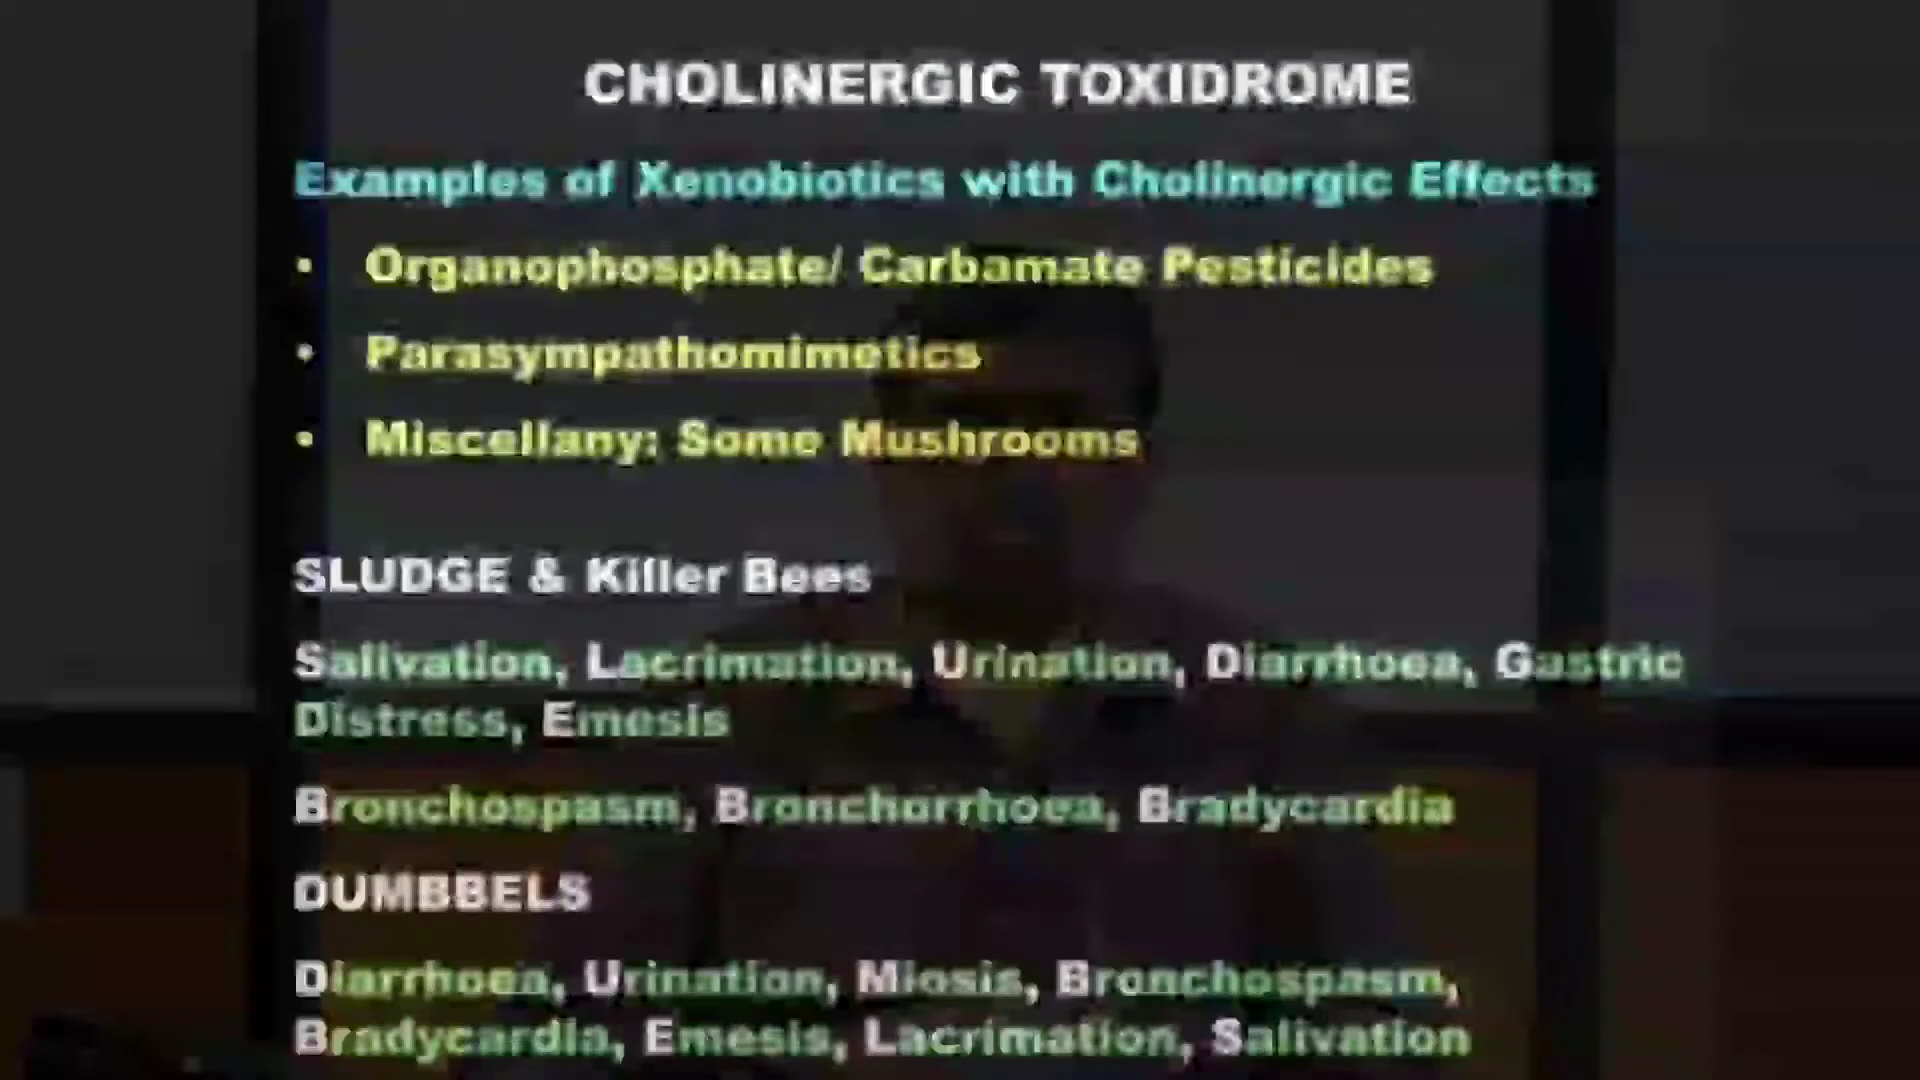 CHOLINERGIC TOXIDROME
Examples of Xenobiotics with Cholinergic Effects
• Organophosphate/ Carbamate Pesticides
• Parasympathomimetics
• Miscellany: Some Mushrooms
SLUDGE & Killer Bees
Salivation, Lacrimation, Urination, Diarrhoea, Gastric
Distress, Emesis
Bronchospasm, Bronchorrhoea, Bradycardia
DUMBBELS
Diarrhoea, Urination, Miosis, Bronchospasm,
Bradycardia, Emesis, Lacrimation, Salivation